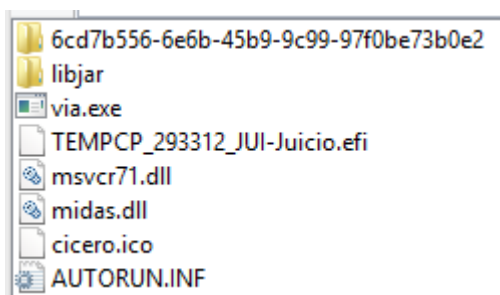 6cd7b556-6e6b-45b9-9c99-97f0be73b0e2
libjar
via.exe
TEMPCP_293312_JUI-Juicio.efi
msvcr71.dll
midas.dll
cicero.ico
AUTORUN.INF